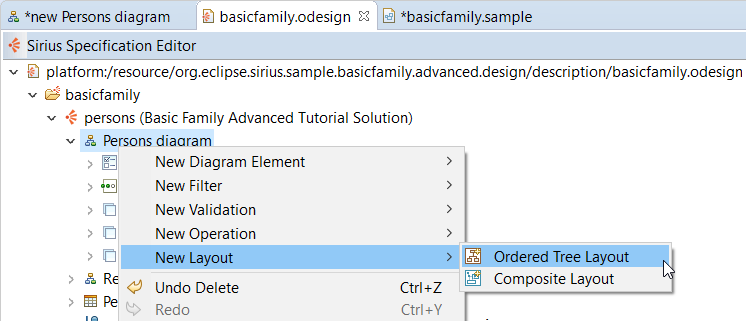 *new Persons diagram
basicfamily.odesign
*basicfamily.sample
Sirius Specification Editor
platform:/resource/org.eclipse.sirius.sample.basicfamily.advanced.design/description/basicfamily.odesign
basicfamily
persons (Basic Family Advanced Tutorial Solution)
Persons diagram
New Diagram Element
New Filter
New Validation
New Operation
New Layout
Ordered Tree Layout
Composite Layout
Re
Undo Delete Ctrl+Z
Pe
Redo Ctrl+Y